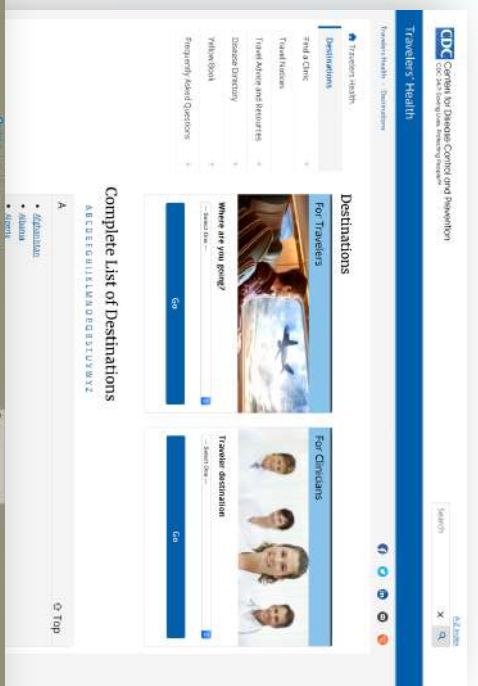 CDC Centers for Disease Control and Prevention
CDC 24/7: Saving Lives, Protecting People™
A-Z Index
Search
Travelers' Health
Travelers' Health
Destinations
Travelers' Health
Destinations
Find a Clinic
Travel Notices
Travel Advice and Resources
Disease Directory
Yellow Book
Frequently Asked Questions
Destinations
For Travelers
Where are you going?
-- Select One --
Go
For Clinicians
Traveler destination
-- Select One --
Go
Complete List of Destinations
A B C D E F G H I J K L M N O P Q R S T U V W Y Z
A
Top
Afghanistan
Albania
Algeria